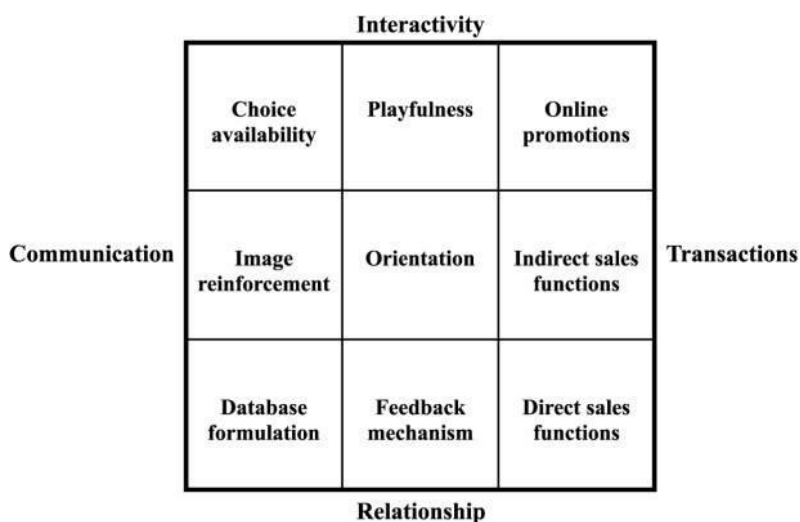 Interactivity
Choice
availability
Playfulness
Online
promotions
Communication
Image
reinforcement
Orientation
Indirect sales
functions
Transactions
Database
formulation
Feedback
mechanism
Direct sales
functions
Relationship